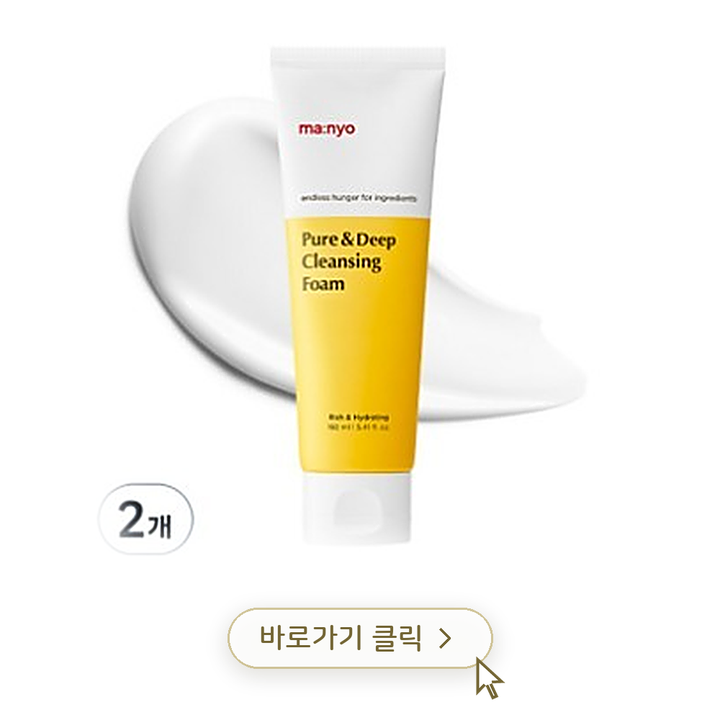 ma:nyo
endless hunger for ingredients
Pure & Deep
Cleansing
Foam
Rich & Hydrating
2개
바로가기 클릭 >